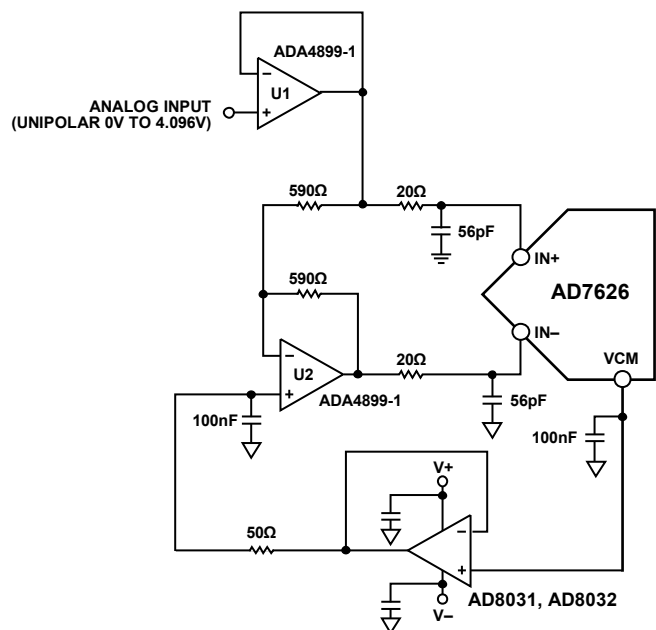 ADA4899-1
−
U1
+
ANALOG INPUT
(UNIPOLAR 0V TO 4.096V)
590Ω
20Ω
56pF
IN+
AD7626
590Ω
IN−
−
U2
+
20Ω
VCM
ADA4899-1
100nF
56pF
100nF
V+
50Ω
−
+
AD8031, AD8032
V−